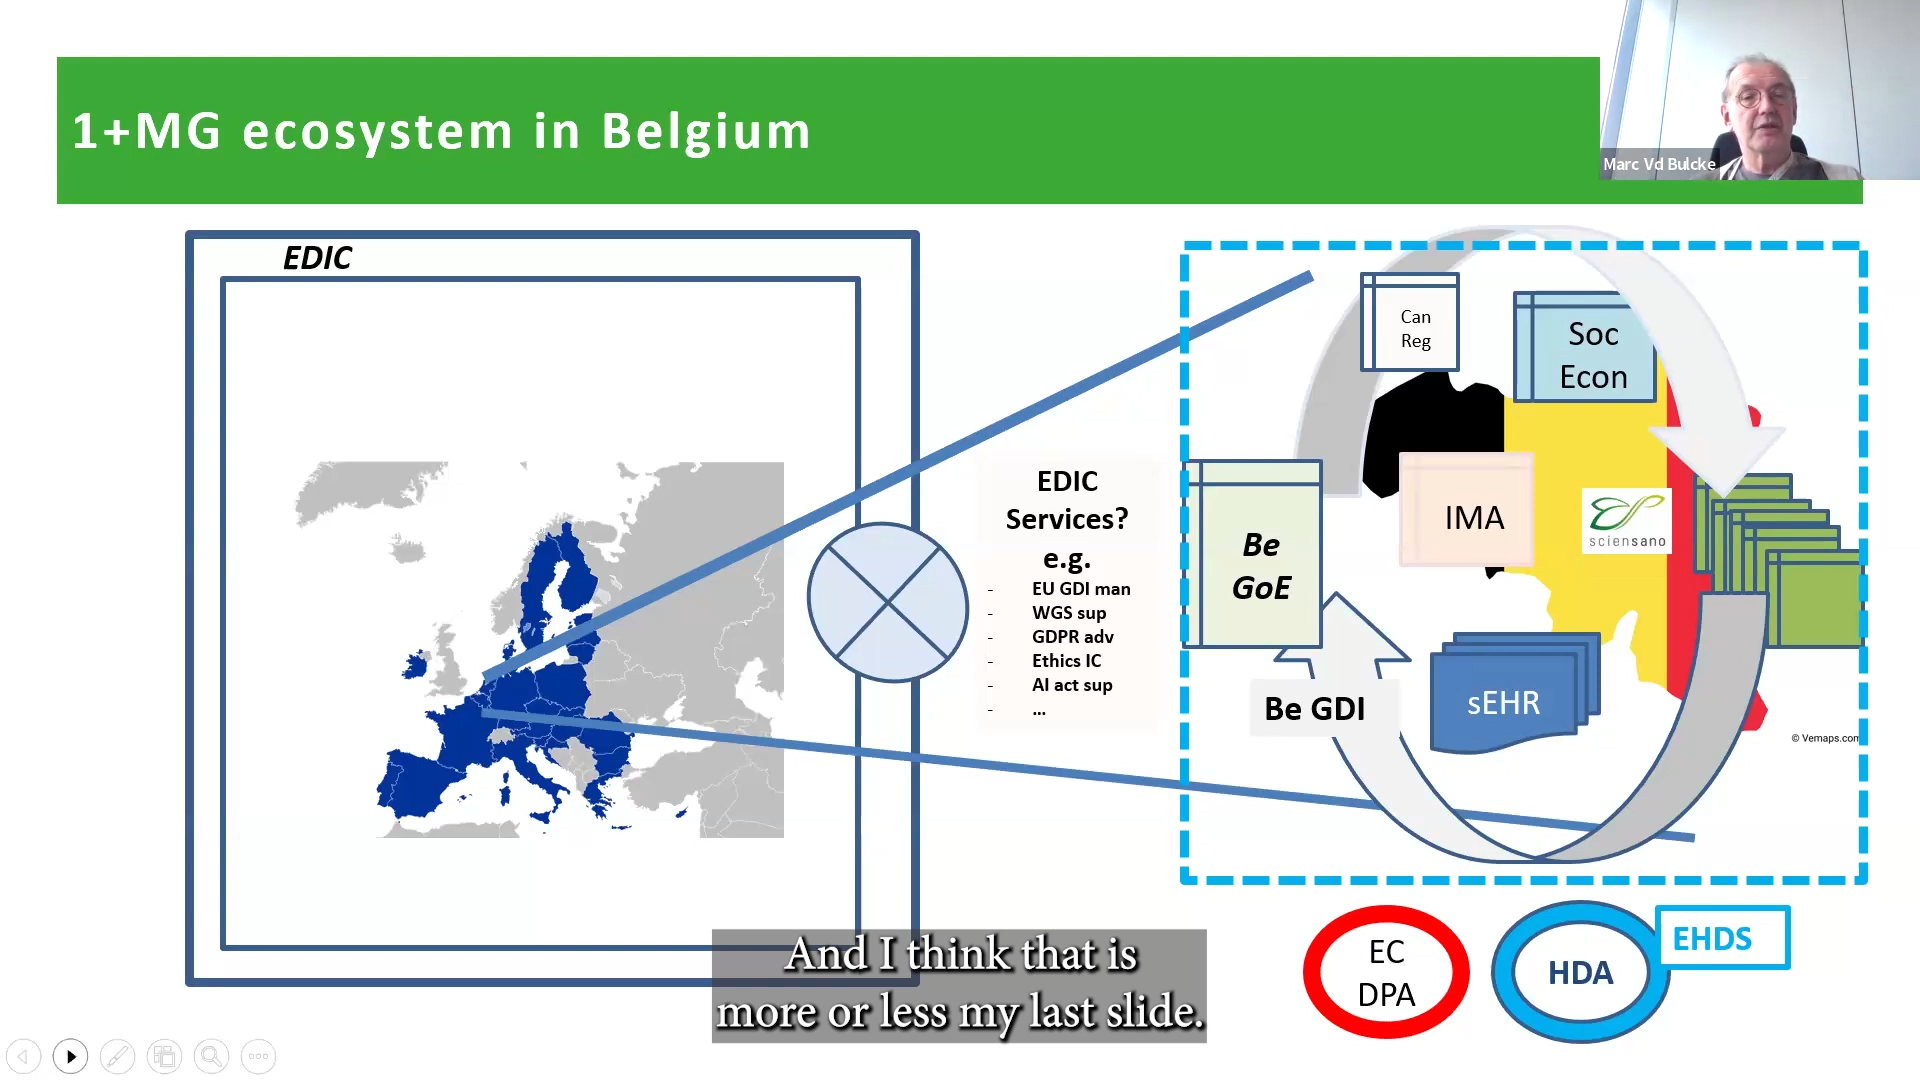 1+MG ecosystem in Belgium
Marc Vd Bulcke
EDIC
EDIC
Services?
e.g.
- EU GDI man
- WGS sup
- GDPR adv
- Ethics IC
- AI act sup
- ...
Can
Reg
Soc
Econ
Be
GoE
IMA
sciensano
Be GDI
sEHR
© Vemaps.com
EC
DPA
HDA
EHDS
And I think that is
more or less my last slide.